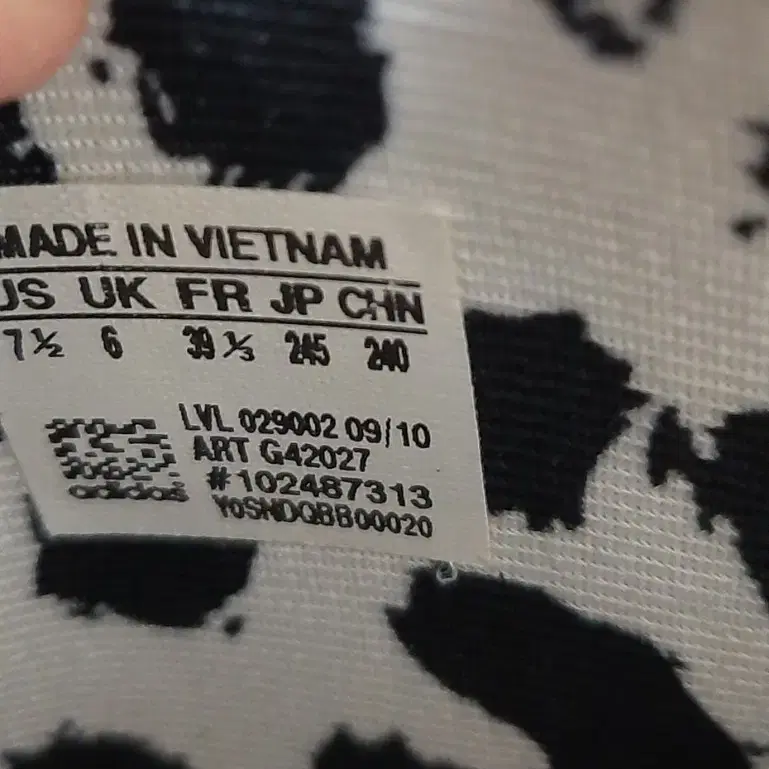 MADE IN VIETNAM
US UK FR JP CHN
7½ 6 39⅓ 245 240
LVL 029002 09/10
ART G42027
#102487313
adidas
Y0SHDQBB00020